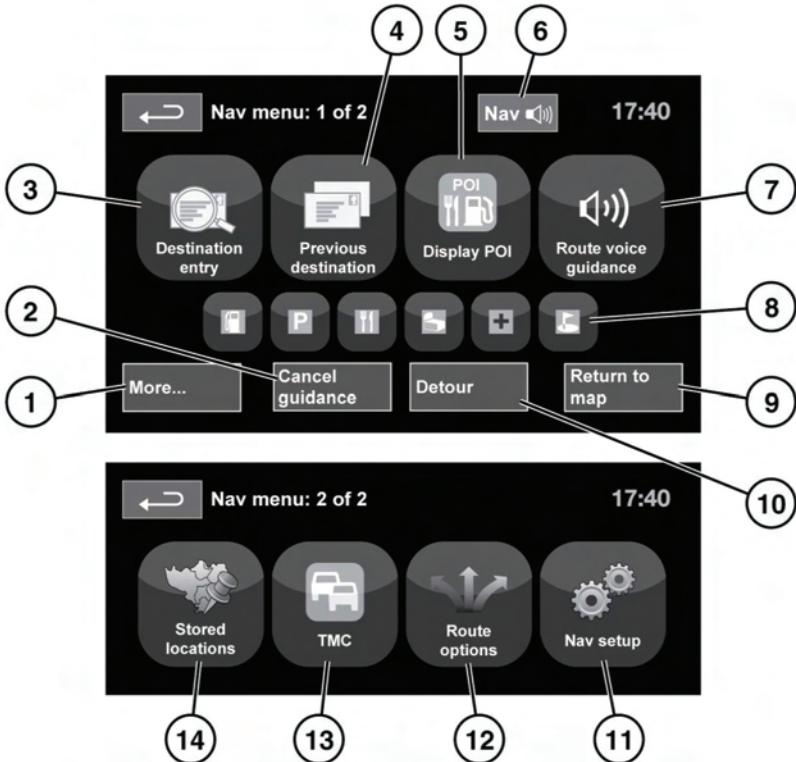 4 5 6
Nav menu: 1 of 2 Nav 17:40
POI
3 7
Destination entry
Previous destination
Display POI
Route voice guidance
2 P 8
More... Cancel guidance Detour Return to map
1 9
10
Nav menu: 2 of 2 17:40
Stored locations
TMC
Route options
Nav setup
14 13 12 11